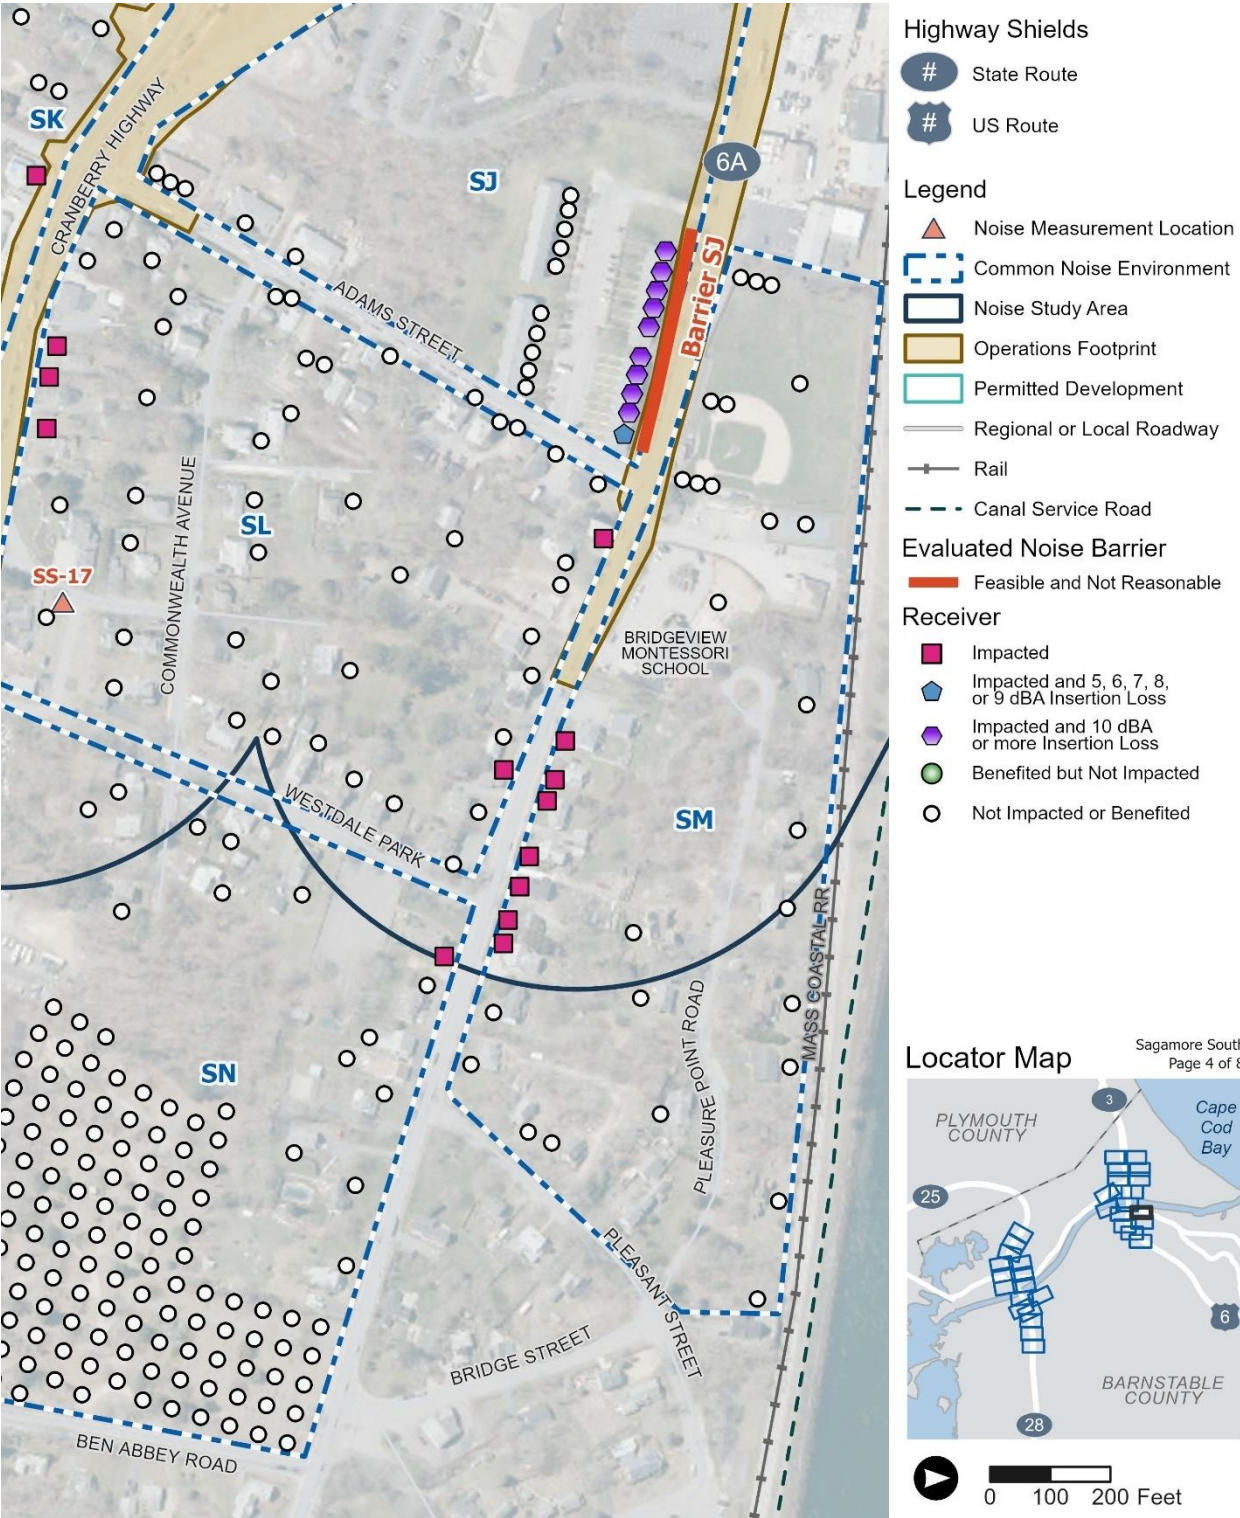 SK
CRANBERRY HIGHWAY
SJ
6A
Barrier SJ
ADAMS STREET
COMMONWEALTH AVENUE
SL
SS-17
BRIDGEVIEW
MONTESSORI
SCHOOL
WESTDALE PARK
SM
MASS COASTAL RR
PLEASURE POINT ROAD
SN
PLEASANT STREET
BRIDGE STREET
BEN ABBEY ROAD
Highway Shields
# State Route
# US Route
Legend
Noise Measurement Location
Common Noise Environment
Noise Study Area
Operations Footprint
Permitted Development
Regional or Local Roadway
Rail
Canal Service Road
Evaluated Noise Barrier
Feasible and Not Reasonable
Receiver
Impacted
Impacted and 5, 6, 7, 8,
or 9 dBA Insertion Loss
Impacted and 10 dBA
or more Insertion Loss
Benefited but Not Impacted
Not Impacted or Benefited
Locator Map
Sagamore South
Page 4 of 8
3
PLYMOUTH
COUNTY
Cape
Cod
Bay
25
6
BARNSTABLE
COUNTY
28
0 100 200 Feet